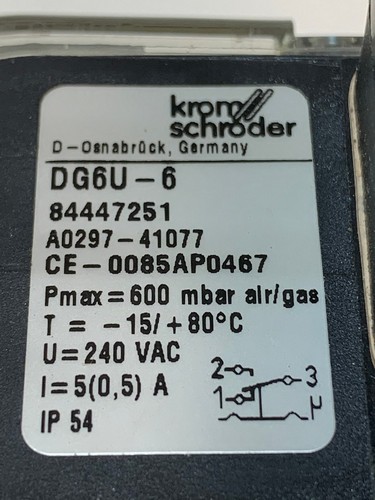 krom
schröder
D-Osnabrück, Germany
DG6U-6
84447251
A0297-41077
CE-0085AP0467
Pmax=600 mbar air/gas
T = -15/+80°C
U=240 VAC
I=5(0,5) A
IP 54
2
3
1
µ